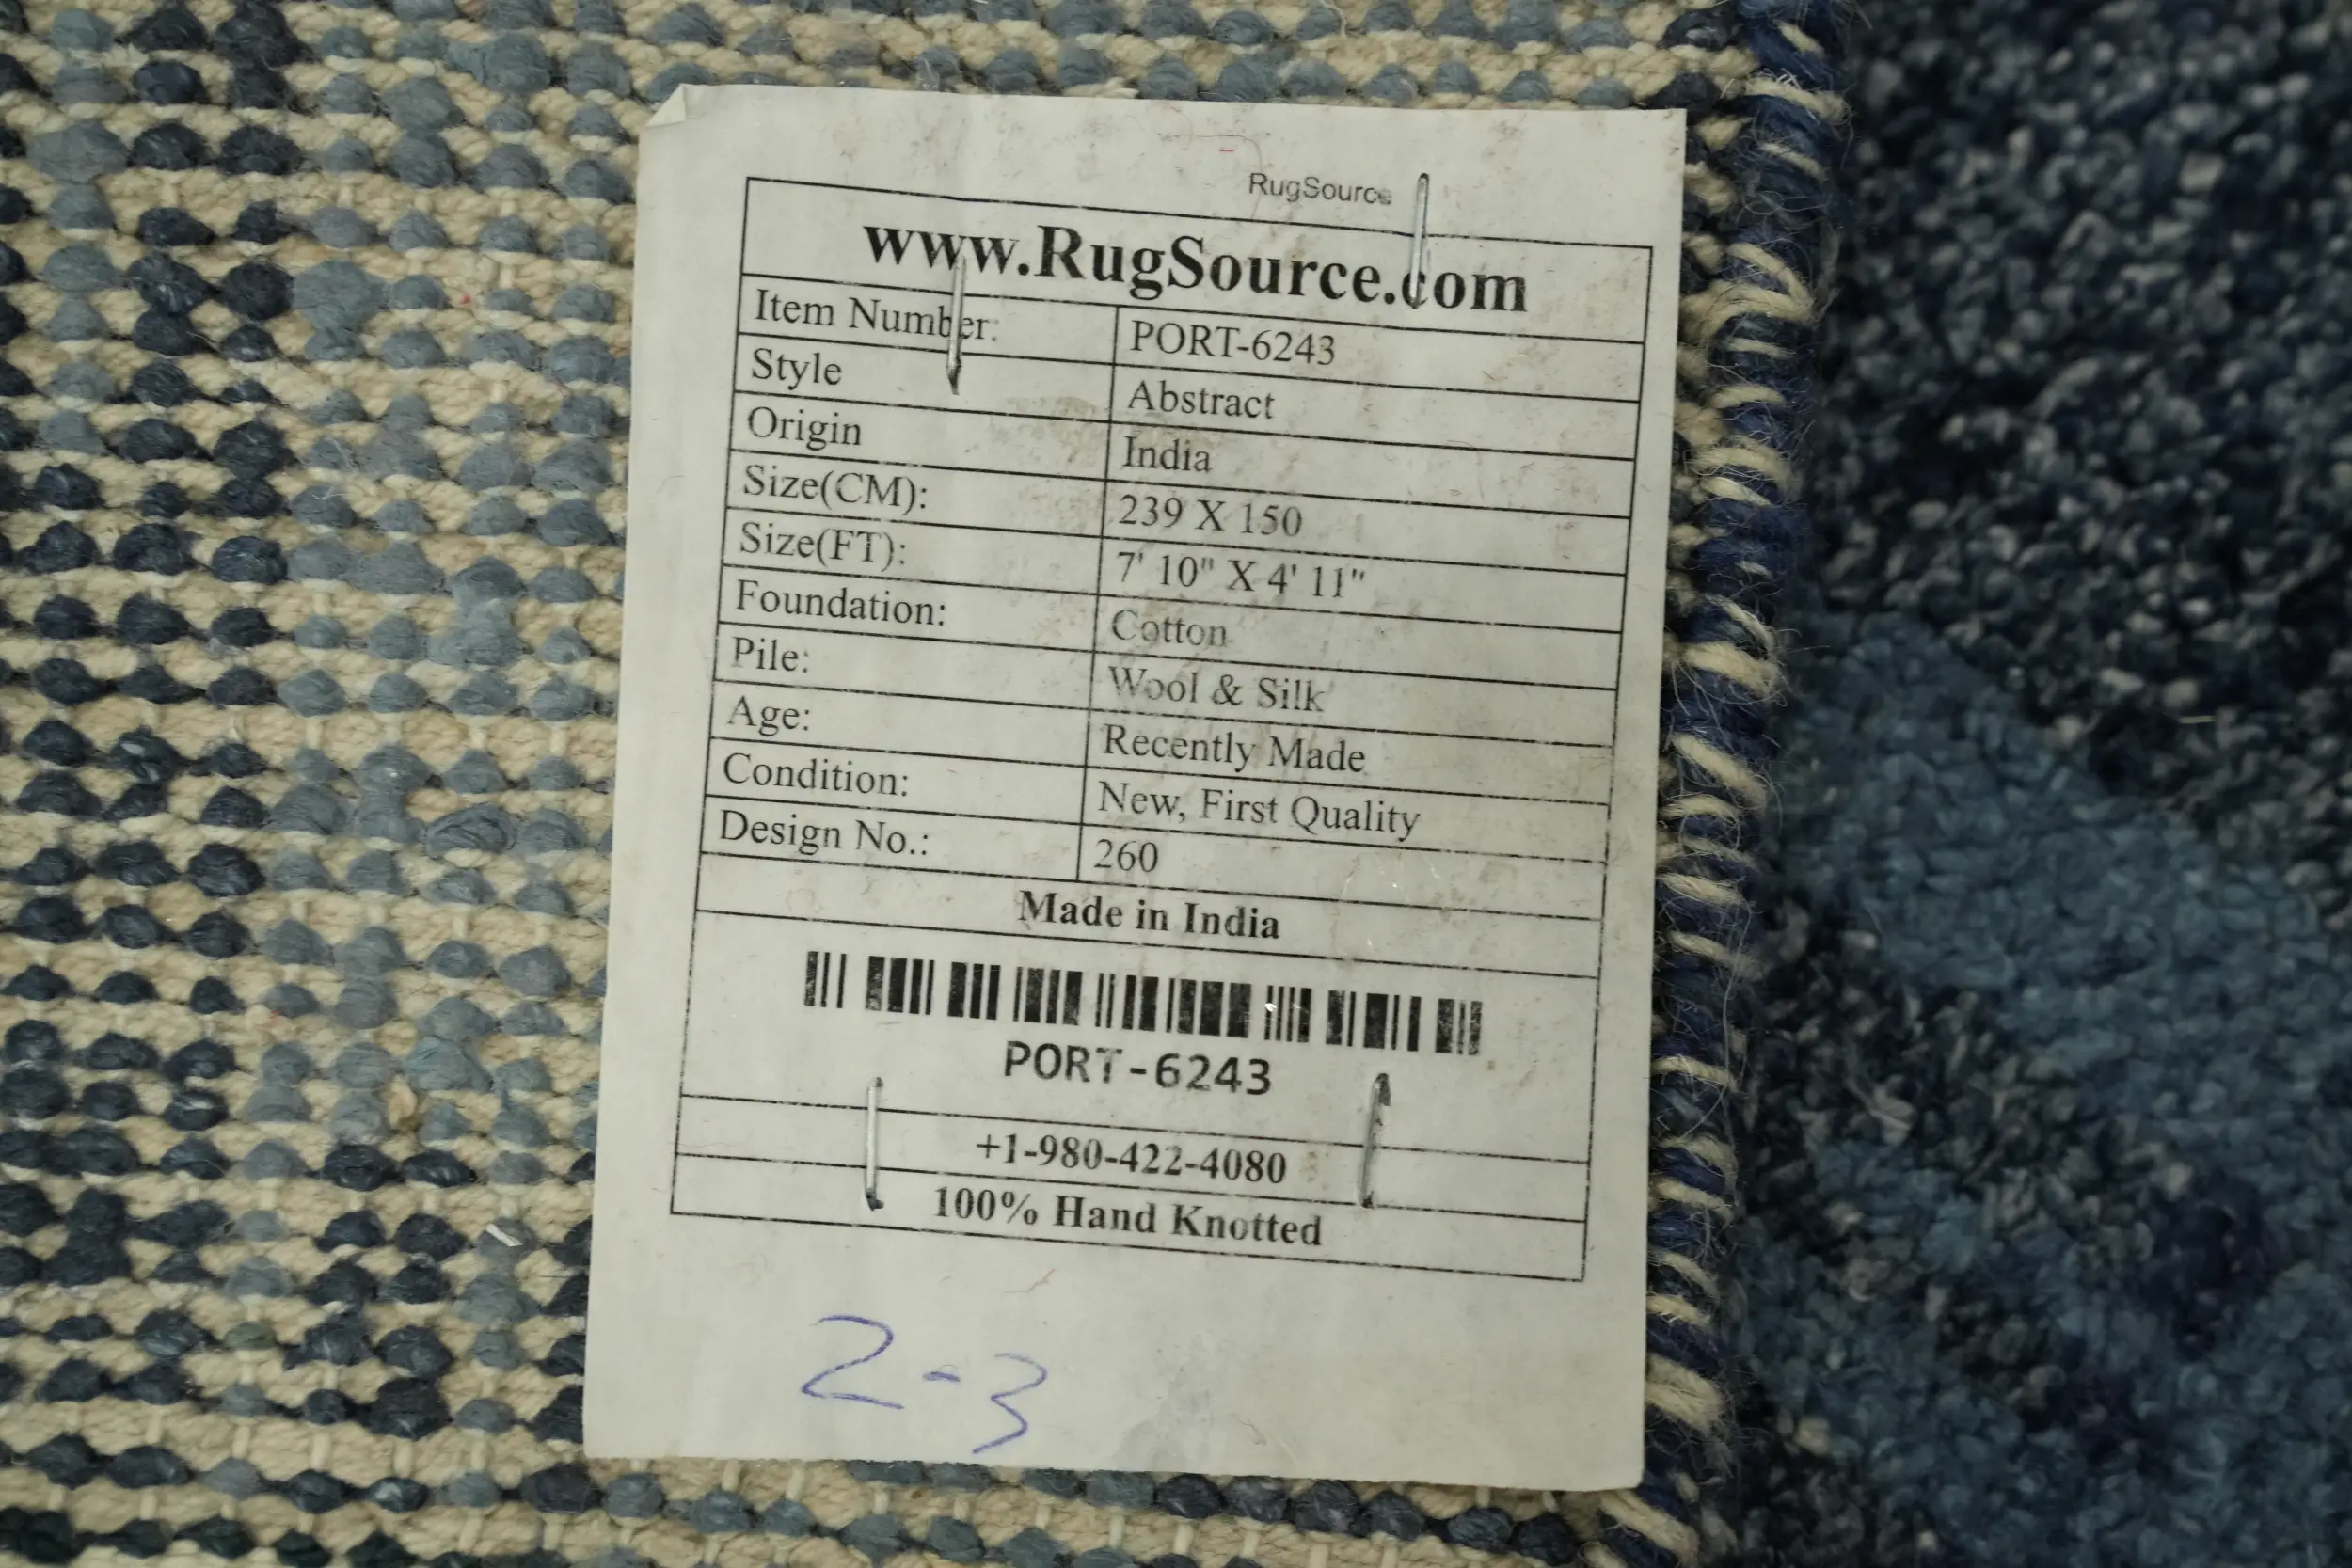 RugSource
www.RugSource.com
Item Number: PORT-6243
Style Abstract
Origin India
Size(CM): 239 X 150
Size(FT): 7' 10" X 4' 11"
Foundation: Cotton
Pile: Wool & Silk
Age: Recently Made
Condition: New, First Quality
Design No.: 260
Made in India
PORT-6243
+1-980-422-4080
100% Hand Knotted
2-3